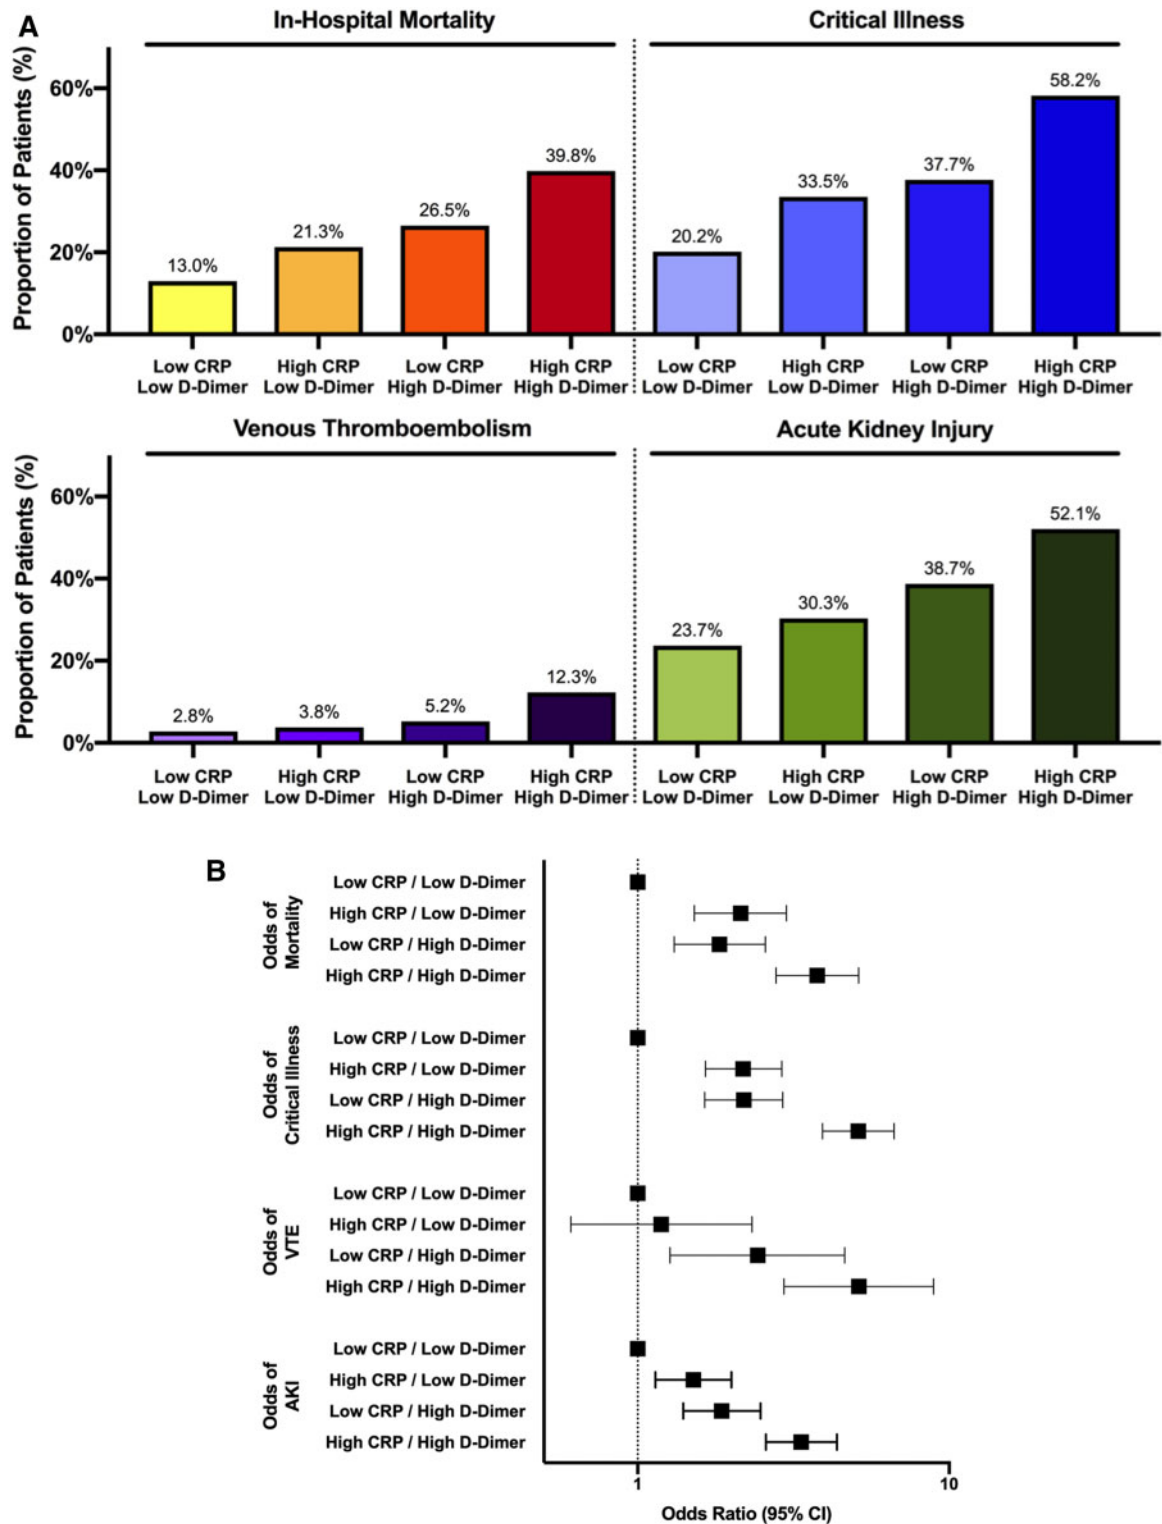 A
In-Hospital Mortality
Critical Illness
Proportion of Patients (%)
60%
40%
20%
0%
13.0%
21.3%
26.5%
39.8%
20.2%
33.5%
37.7%
58.2%
Low CRP
Low D-Dimer
High CRP
Low D-Dimer
Low CRP
High D-Dimer
High CRP
High D-Dimer
Low CRP
Low D-Dimer
High CRP
Low D-Dimer
Low CRP
High D-Dimer
High CRP
High D-Dimer
Venous Thromboembolism
Acute Kidney Injury
Proportion of Patients (%)
60%
40%
20%
0%
2.8%
3.8%
5.2%
12.3%
23.7%
30.3%
38.7%
52.1%
Low CRP
Low D-Dimer
High CRP
Low D-Dimer
Low CRP
High D-Dimer
High CRP
High D-Dimer
Low CRP
Low D-Dimer
High CRP
Low D-Dimer
Low CRP
High D-Dimer
High CRP
High D-Dimer
B
Odds of
Mortality
Low CRP / Low D-Dimer
High CRP / Low D-Dimer
Low CRP / High D-Dimer
High CRP / High D-Dimer
Odds of
Critical Illness
Low CRP / Low D-Dimer
High CRP / Low D-Dimer
Low CRP / High D-Dimer
High CRP / High D-Dimer
Odds of
VTE
Low CRP / Low D-Dimer
High CRP / Low D-Dimer
Low CRP / High D-Dimer
High CRP / High D-Dimer
Odds of
AKI
Low CRP / Low D-Dimer
High CRP / Low D-Dimer
Low CRP / High D-Dimer
High CRP / High D-Dimer
1
10
Odds Ratio (95% CI)